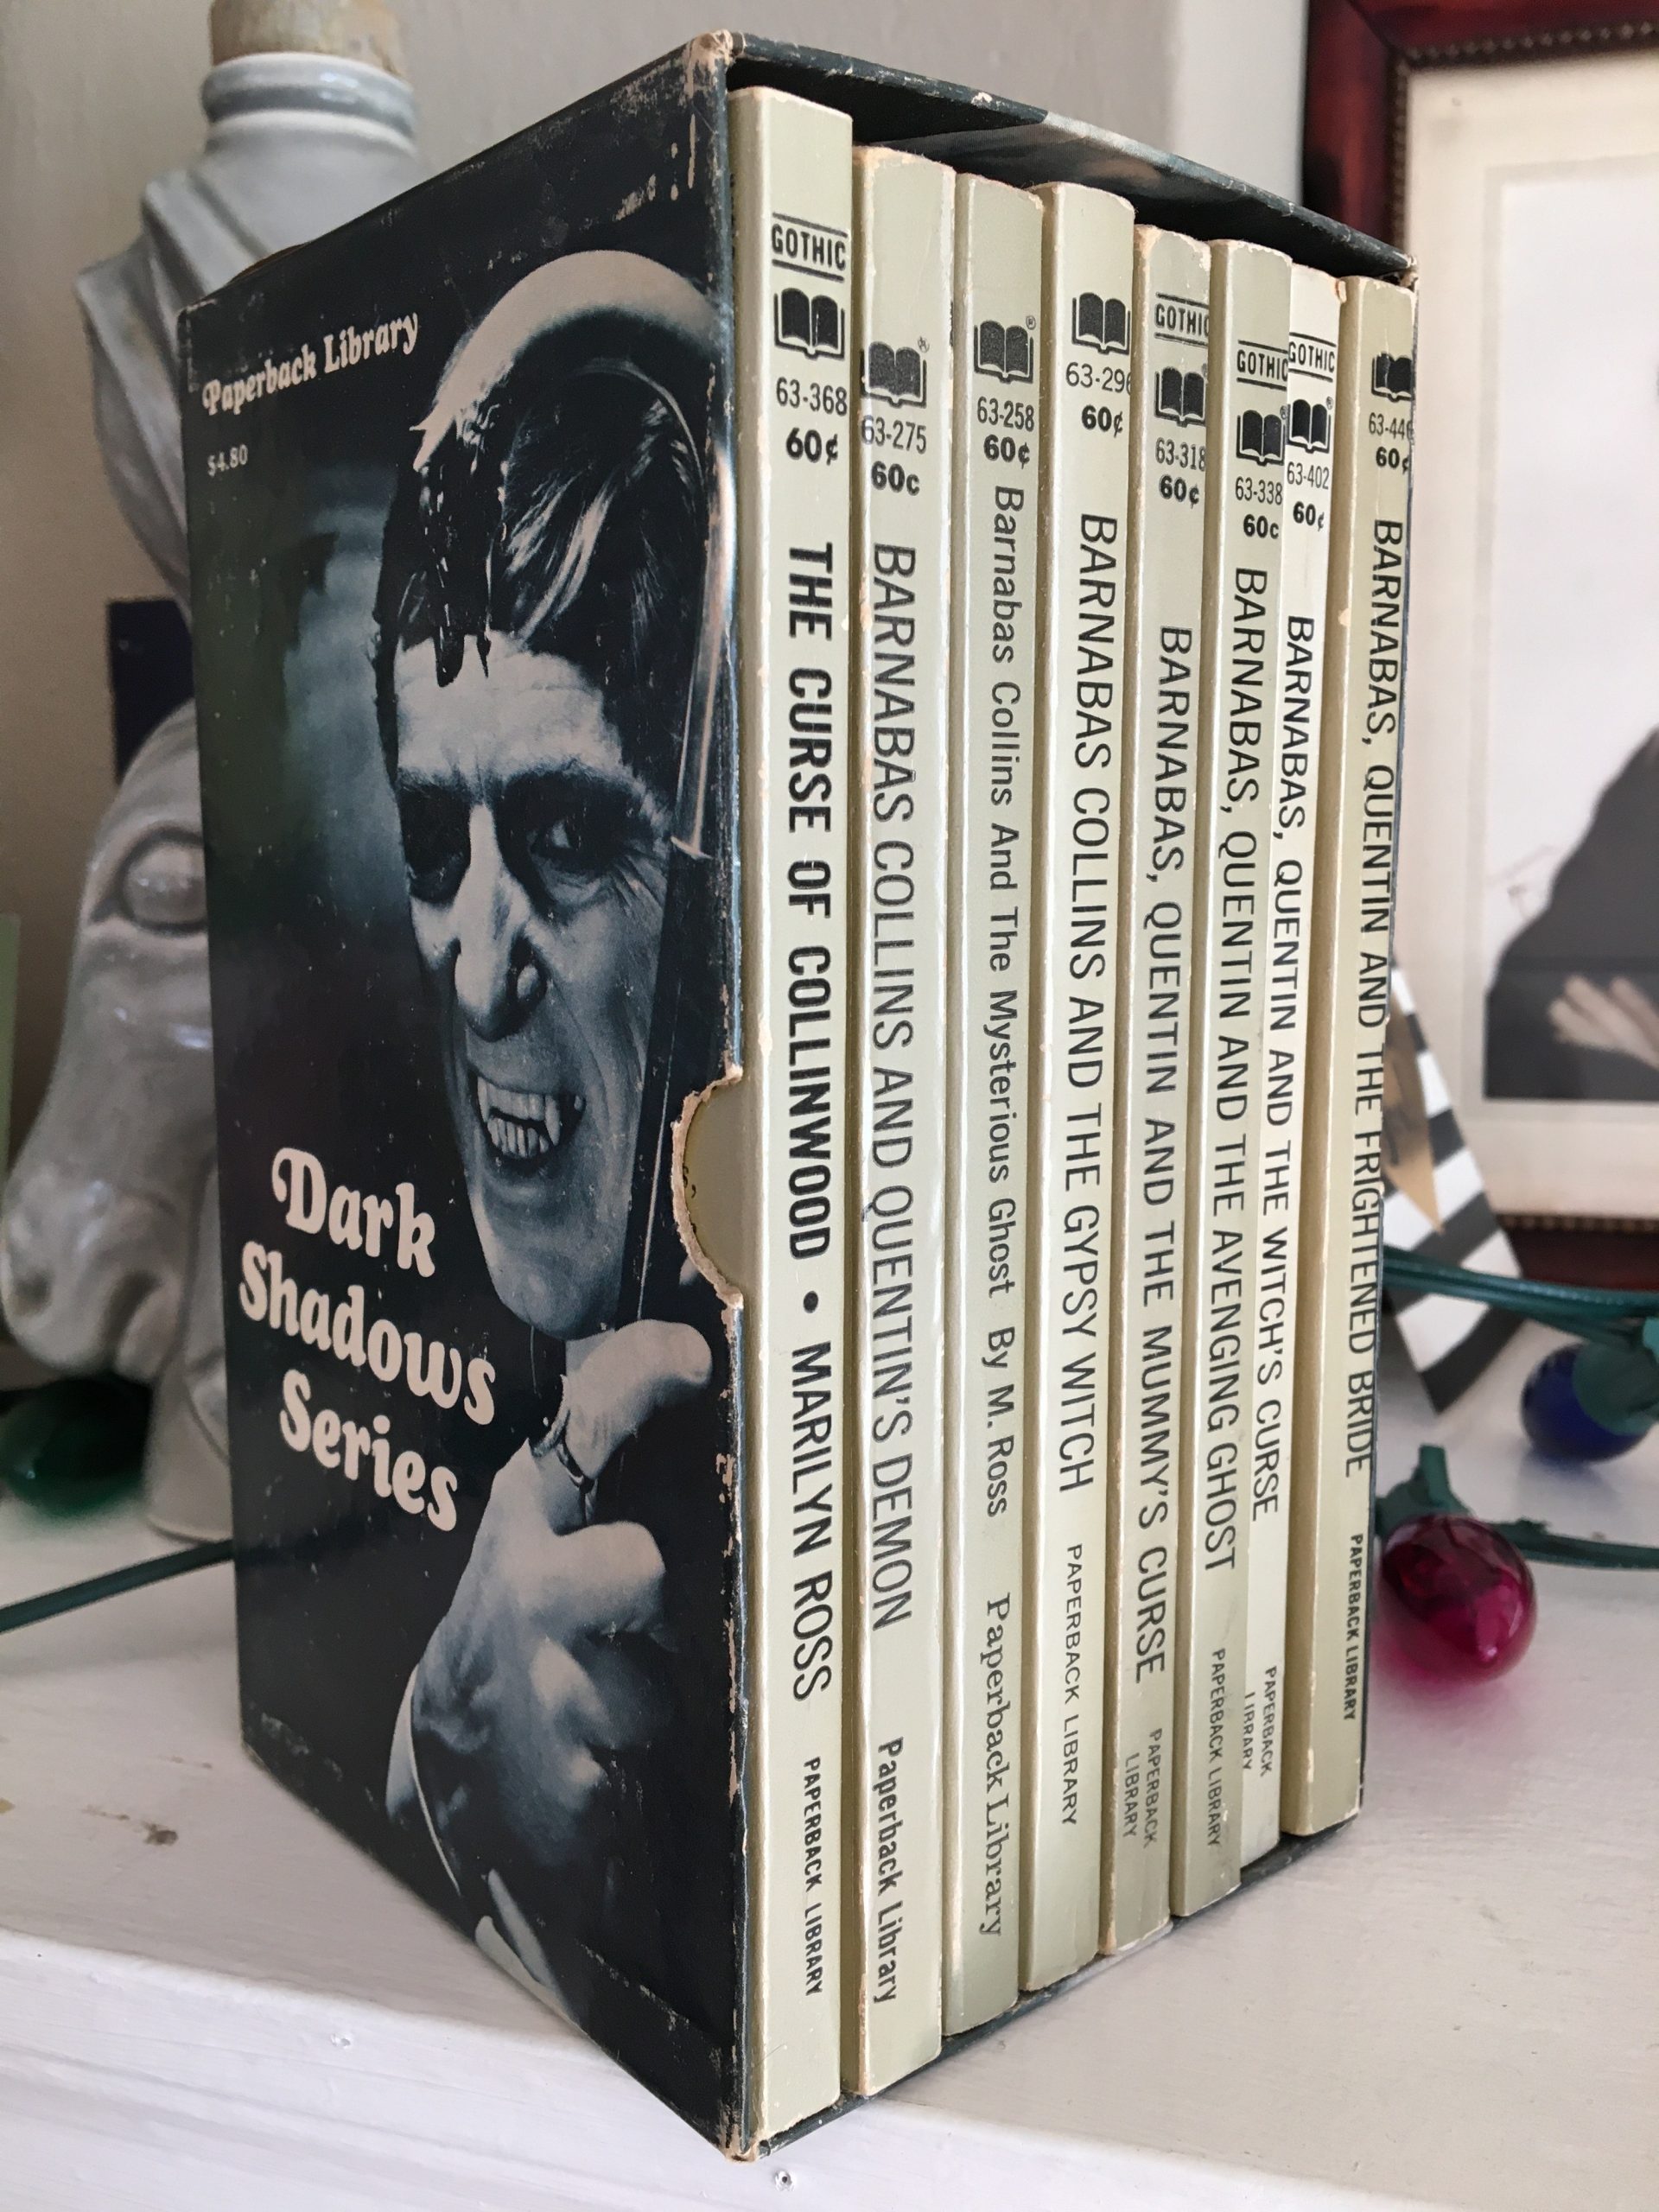 Paperback Library
$4.80
Dark
Shadows
Series
GOTHIC
63-368
60¢
THE CURSE OF COLLINWOOD • MARILYN ROSS
PAPERBACK LIBRARY
®
63-275
60c
BARNABAS COLLINS AND QUENTIN'S DEMON
Paperback Library
®
63-258
60¢
Barnabas Collins And The Mysterious Ghost By M. Ross
Paperback Library
63-296
60¢
BARNABAS COLLINS AND THE GYPSY WITCH
PAPERBACK LIBRARY
GOTHIC
63-318
60¢
BARNABAS, QUENTIN AND THE MUMMY'S CURSE
PAPERBACK
LIBRARY
GOTHIC
®
63-338
60c
BARNABAS, QUENTIN AND THE AVENGING GHOST
PAPERBACK LIBRARY
GOTHIC
®
63-402
60¢
BARNABAS, QUENTIN AND THE WITCH'S CURSE
PAPERBACK
LIBRARY
60¢
BARNABAS, QUENTIN AND THE FRIGHTENED BRIDE
PAPERBACK LIBRARY